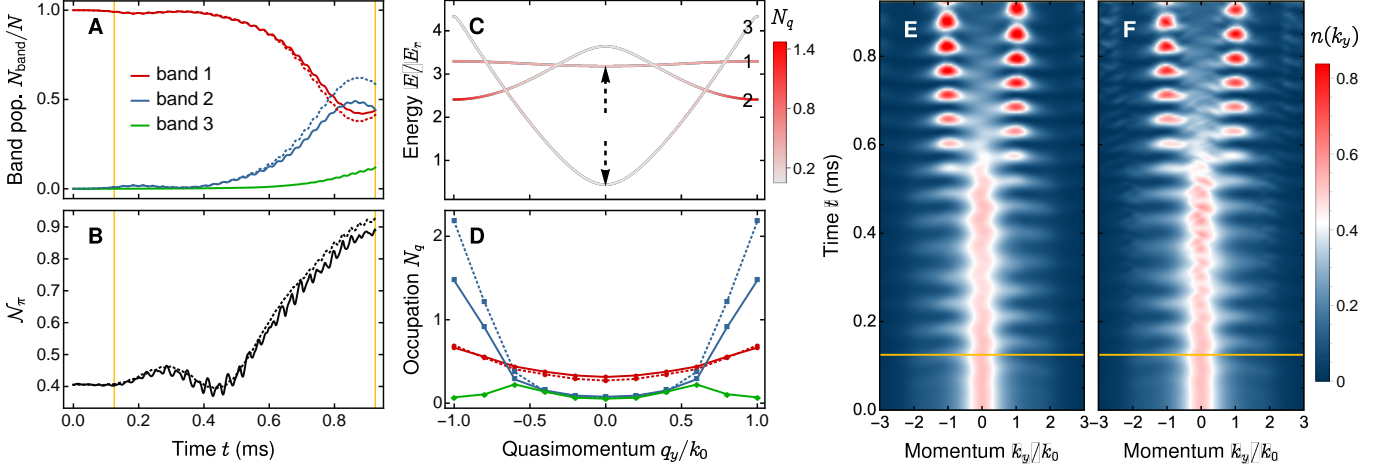 A
Band pop. N_band/N
1.0
0.5
0.0
band 1
band 2
band 3
B
𝒩_π
0.9
0.8
0.7
0.6
0.5
0.4
0.0 0.2 0.4 0.6 0.8
Time t (ms)
C
Energy E/E_r
4
3
2
1
3
1
2
N_q
1.4
0.8
0.2
D
Occupation N_q
2
1
0
−1.0 −0.5 0.0 0.5 1.0
Quasimomentum q_y/k_0
E
Time t (ms)
0.8
0.6
0.4
0.2
0.0
−2 −1 0 1 2
Momentum k_y/k_0
F
−3 −2 −1 0 1 2 3
Momentum k_y/k_0
n(k_y)
0.8
0.6
0.4
0.2
0